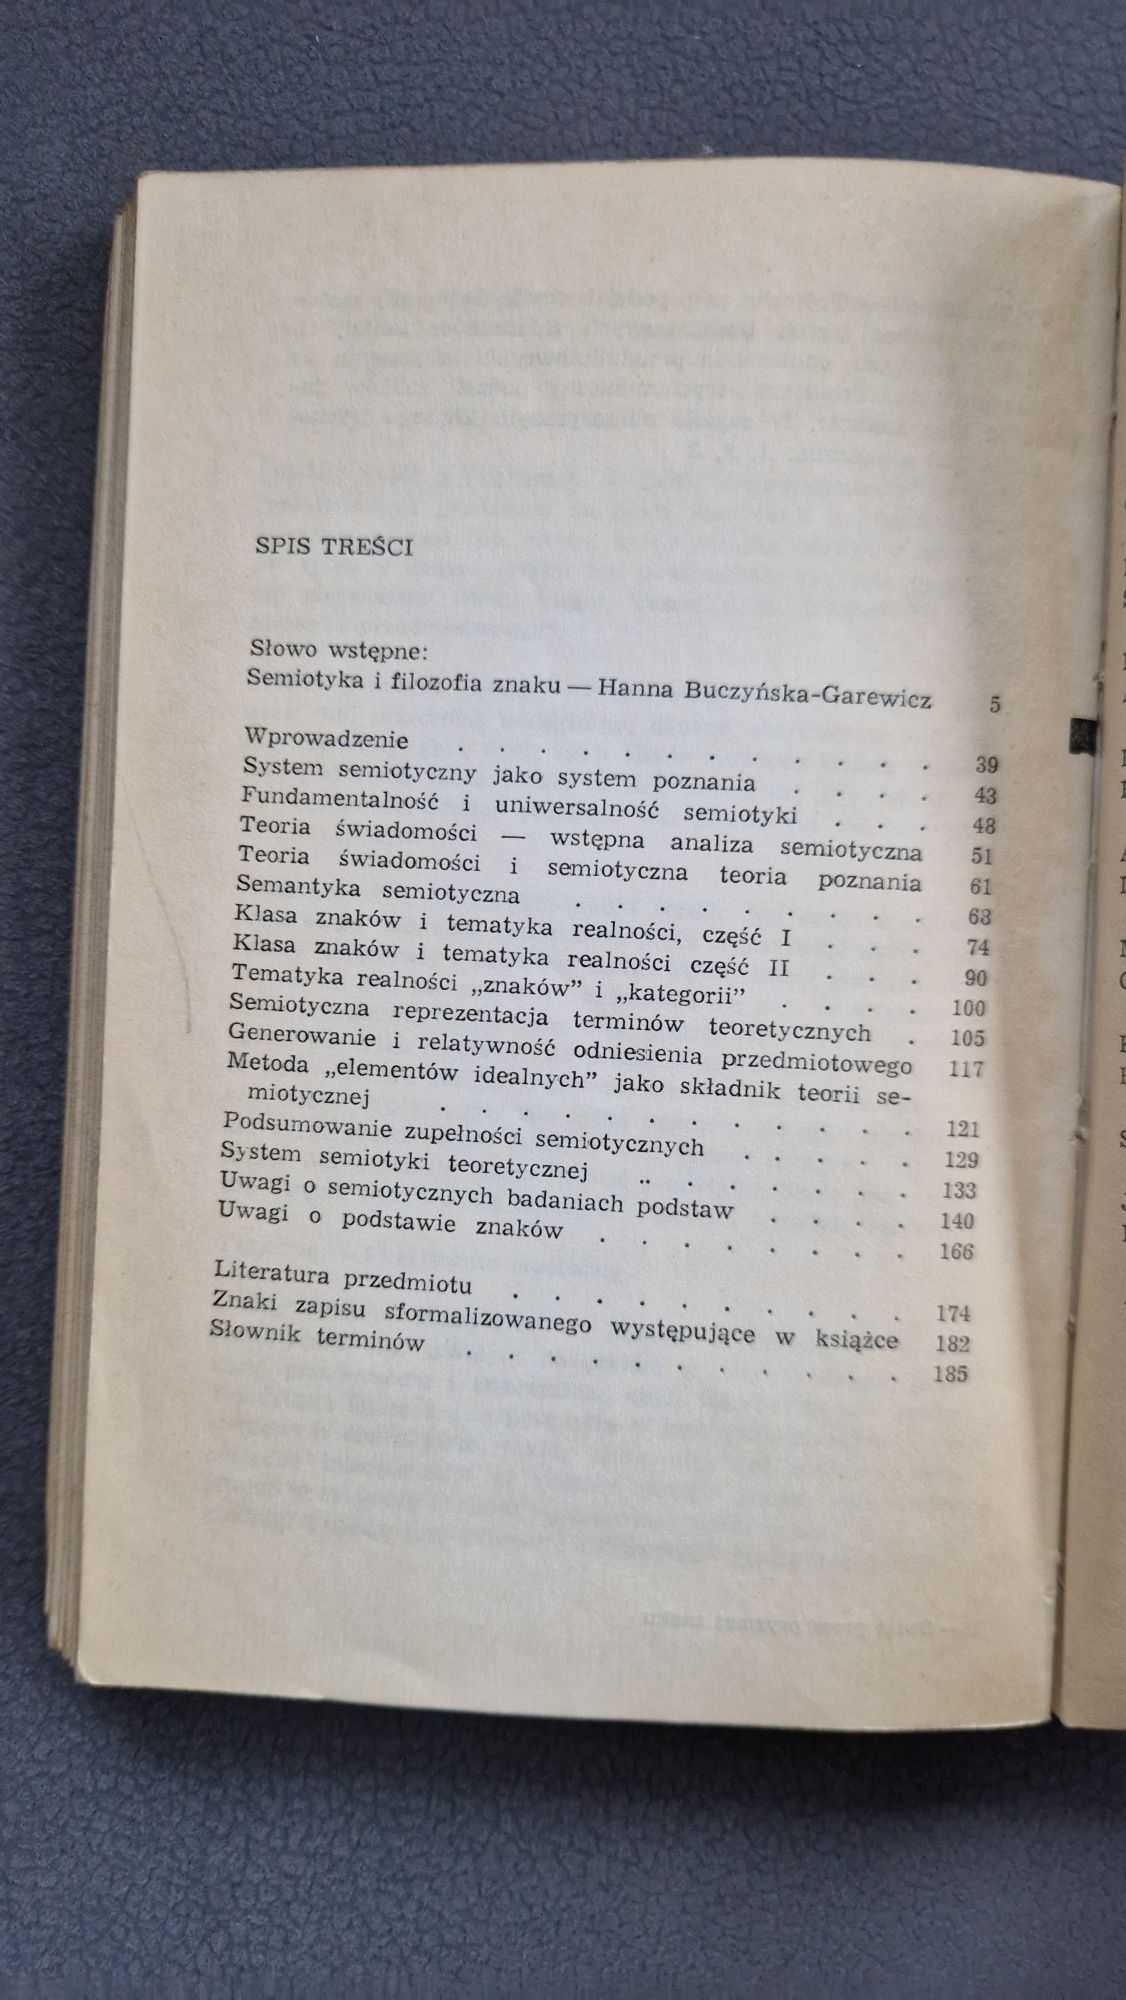 SPIS TREŚCI
Słowo wstępne:
Semiotyka i filozofia znaku — Hanna Buczyńska-Garewicz 5
Wprowadzenie . . . . . . . . . . 39
System semiotyczny jako system poznania . . . . 43
Fundamentalność i uniwersalność semiotyki . . . 48
Teoria świadomości — wstępna analiza semiotyczna 51
Teoria świadomości i semiotyczna teoria poznania 61
Semantyka semiotyczna . . . . . . . . . 68
Klasa znaków i tematyka realności, część I . . . 74
Klasa znaków i tematyka realności część II . . . 90
Tematyka realności „znaków” i „kategorii” . . . . 100
Semiotyczna reprezentacja terminów teoretycznych . 105
Generowanie i relatywność odniesienia przedmiotowego 117
Metoda „elementów idealnych” jako składnik teorii se-
miotycznej . . . . . . . . . . . . 121
Podsumowanie zupełności semiotycznych . . . . . 129
System semiotyki teoretycznej .. . . . . . . 133
Uwagi o semiotycznych badaniach podstaw . . . . 140
Uwagi o podstawie znaków . . . . . . . . 166
Literatura przedmiotu . . . . . . . . . . 174
Znaki zapisu sformalizowanego występujące w książce 182
Słownik terminów . . . . . . . . . . . 185